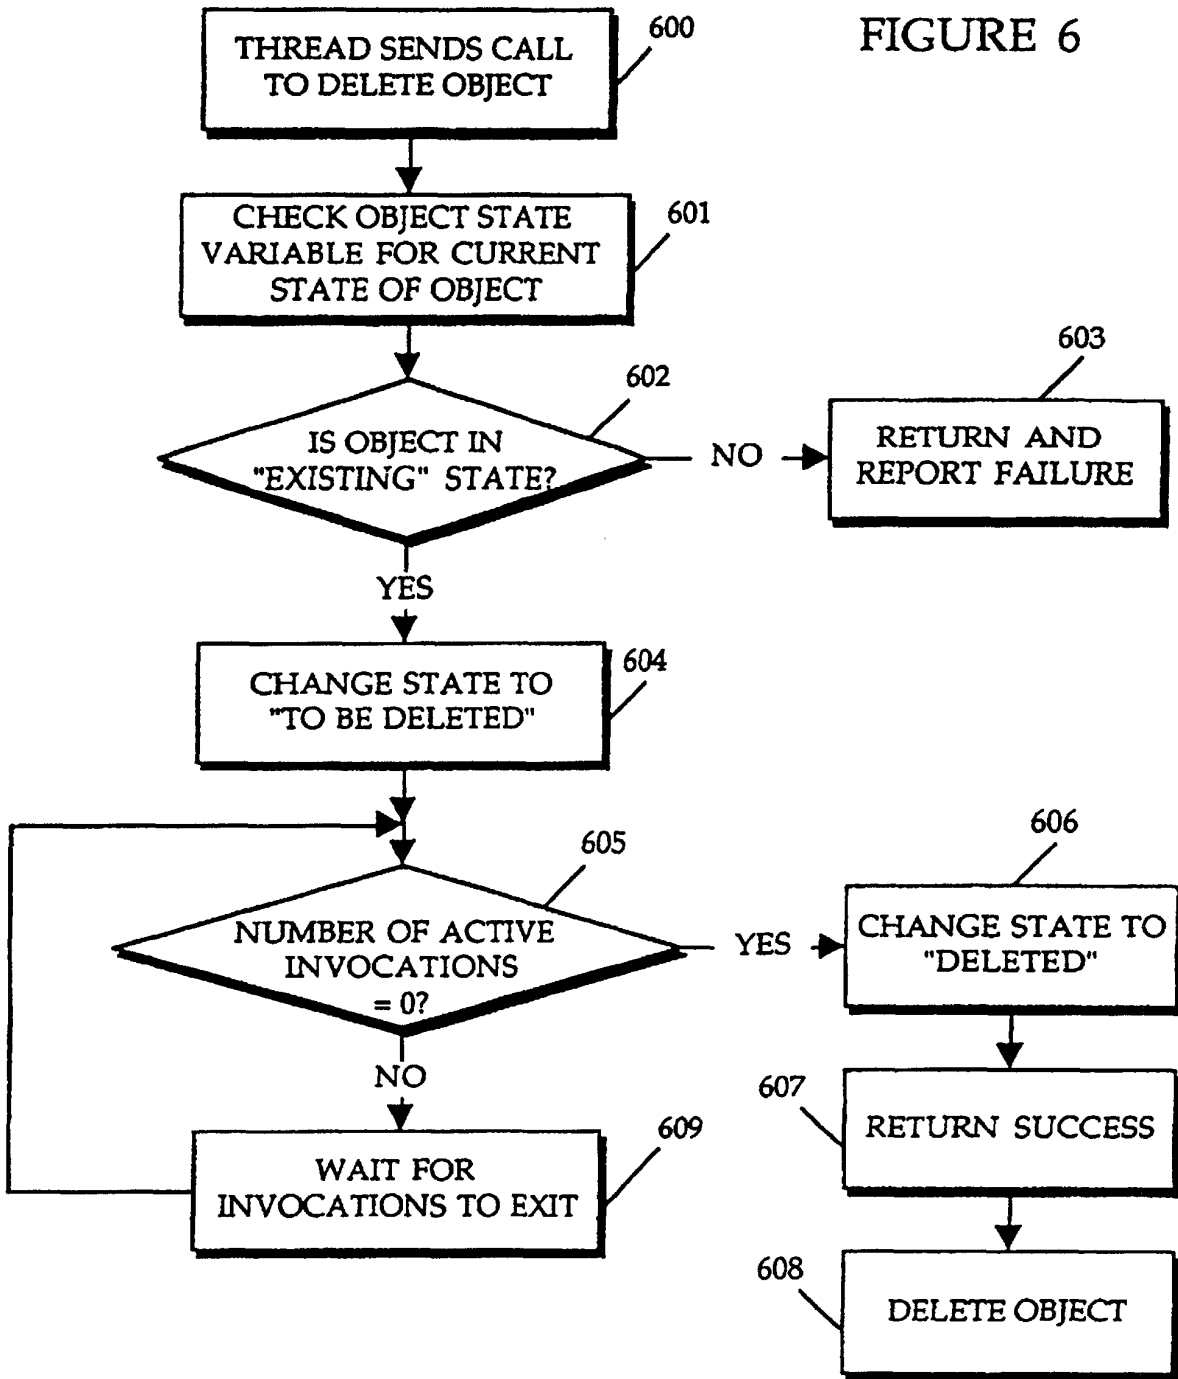 FIGURE 6
THREAD SENDS CALL
TO DELETE OBJECT
600
CHECK OBJECT STATE
VARIABLE FOR CURRENT
STATE OF OBJECT
601
IS OBJECT IN
"EXISTING" STATE?
602
NO
RETURN AND
REPORT FAILURE
603
YES
CHANGE STATE TO
"TO BE DELETED"
604
NUMBER OF ACTIVE
INVOCATIONS
= 0?
605
YES
CHANGE STATE TO
"DELETED"
606
NO
607
RETURN SUCCESS
WAIT FOR
INVOCATIONS TO EXIT
609
608
DELETE OBJECT